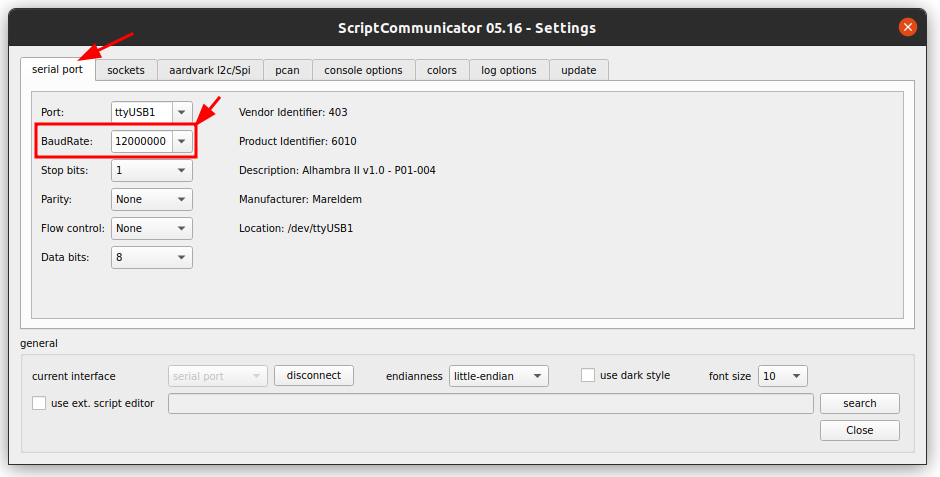 ScriptCommunicator 05.16 - Settings
serial port sockets aardvark I2c/Spi pcan console options colors log options update
Port: ttyUSB1 Vendor Identifier: 403
BaudRate: 12000000 Product Identifier: 6010
Stop bits: 1 Description: Alhambra II v1.0 - P01-004
Parity: None Manufacturer: Mareldem
Flow control: None Location: /dev/ttyUSB1
Data bits: 8
general
current interface serial port disconnect endianness little-endian use dark style font size 10
use ext. script editor search
Close